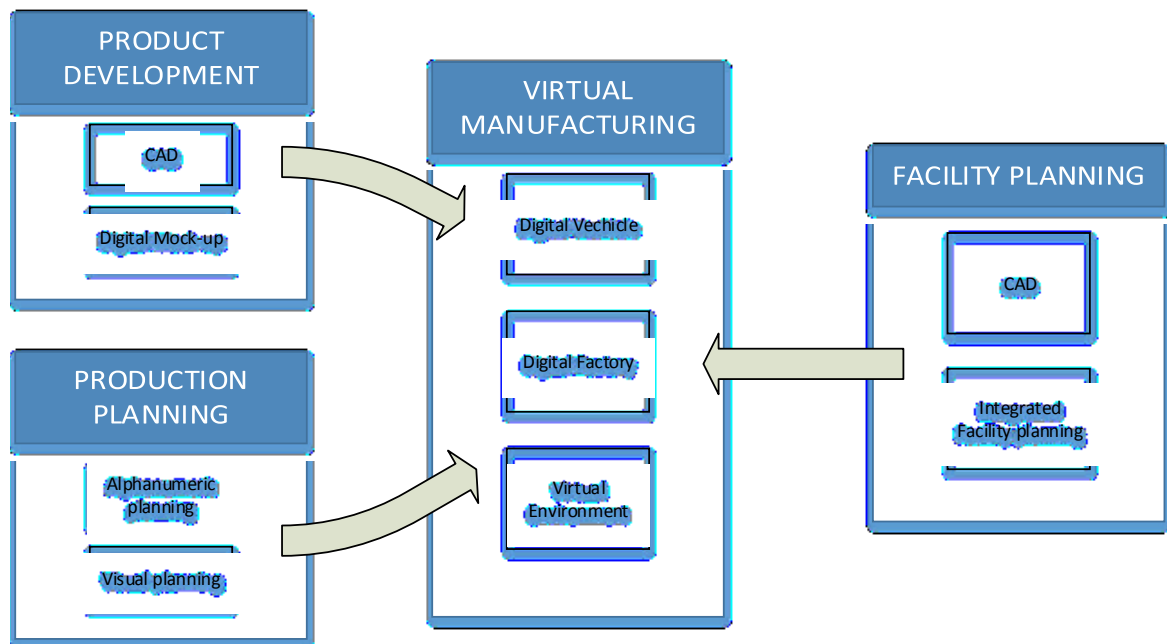 PRODUCT
DEVELOPMENT
CAD
Digital Mock-up
PRODUCTION
PLANNING
Alphanumeric
planning
Visual planning
VIRTUAL
MANUFACTURING
Digital Vechicle
Digital Factory
Virtual
Environment
FACILITY PLANNING
CAD
Integrated
Facility planning